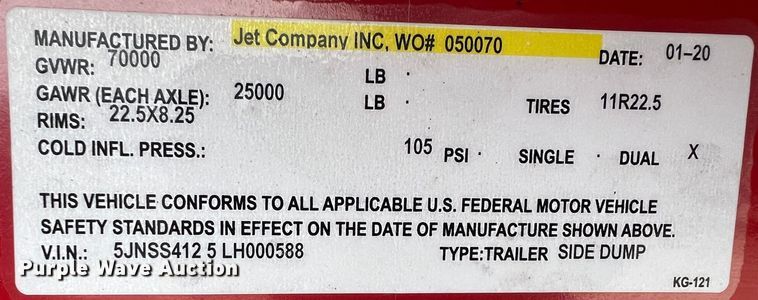 MANUFACTURED BY: Jet Company INC, WO# 050070 DATE: 01-20
GVWR: 70000 LB .
GAWR (EACH AXLE): 25000 LB . TIRES 11R22.5
RIMS: 22.5X8.25
COLD INFL. PRESS.: 105 PSI . SINGLE . DUAL X
THIS VEHICLE CONFORMS TO ALL APPLICABLE U.S. FEDERAL MOTOR VEHICLE
SAFETY STANDARDS IN EFFECT ON THE DATE OF MANUFACTURE SHOWN ABOVE.
V.I.N.: 5JNSS412 5 LH000588 TYPE:TRAILER SIDE DUMP
Purple Wave Auction
KG-121